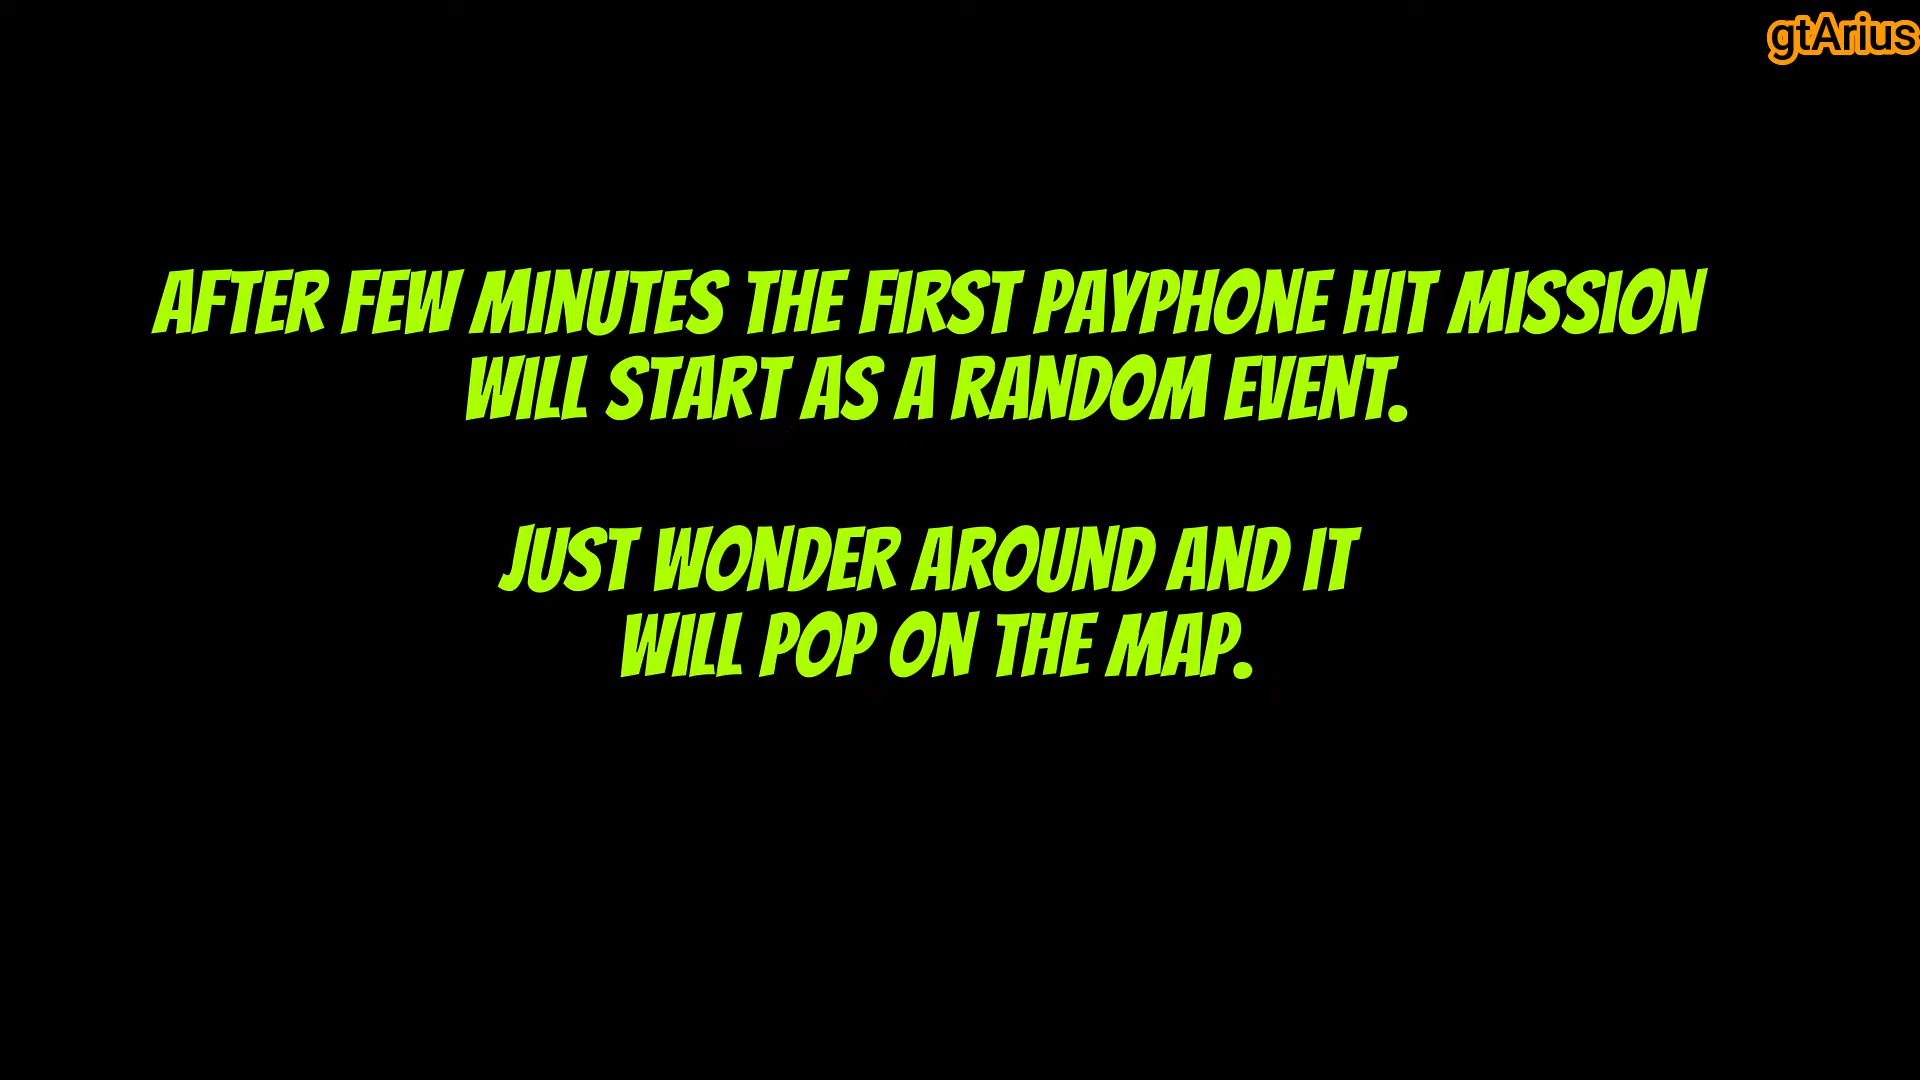 gtArius
AFTER FEW MINUTES THE FIRST PAYPHONE HIT MISSION
WILL START AS A RANDOM EVENT.
JUST WONDER AROUND AND IT
WILL POP ON THE MAP.